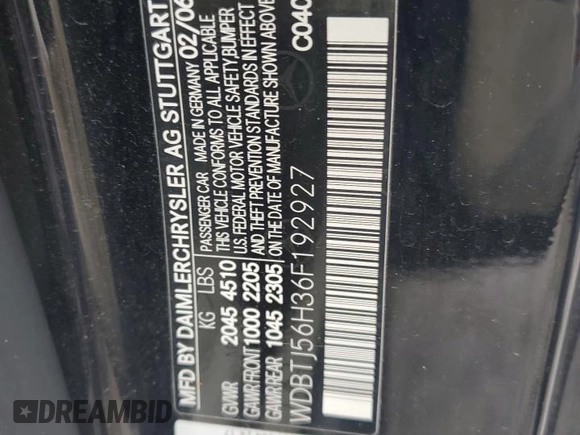 MFD BY DAIMLERCHRYSLER AG STUTTGART
KG LBS PASSENGER CAR MADE IN GERMANY 02/06
GVWR 2045 4510 THIS VEHICLE CONFORMS TO ALL APPLICABLE
U.S. FEDERAL MOTOR VEHICLE SAFETY BUMPER
GAWR FRONT 1000 2205 AND THEFT PREVENTION STANDARDS IN EFFECT
GAWR REAR 1045 2305 ON THE DATE OF MANUFACTURE SHOWN ABOVE
WDBTJ56H36F192927
C040
DREAMBID